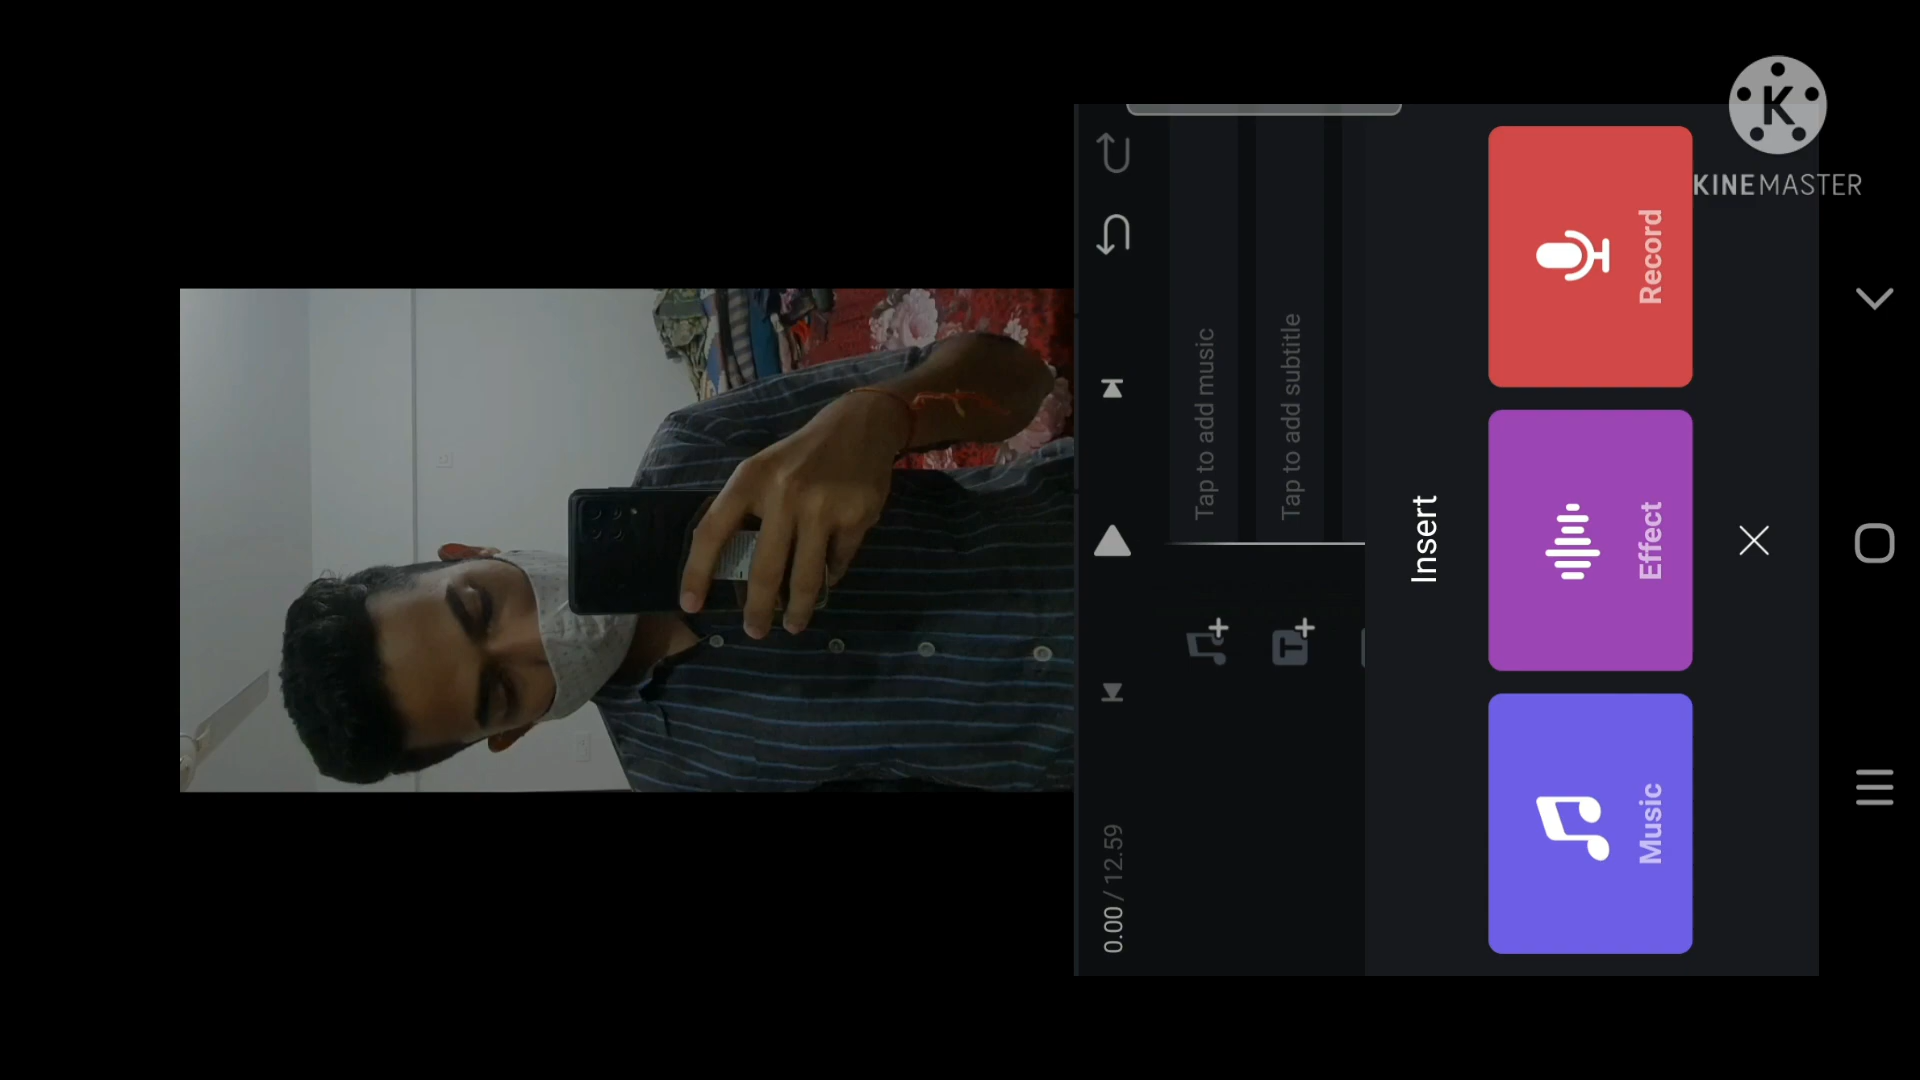 KINEMASTER
0.00 / 12.59
Tap to add music
Tap to add subtitle
Insert
Music
Effect
Record